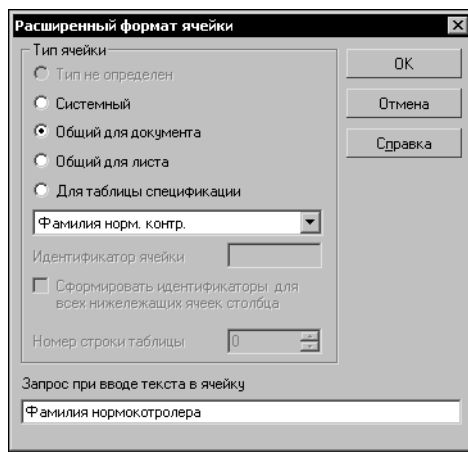 Расширенный формат ячейки
Тип ячейки
Тип не определен
Системный
Общий для документа
Общий для листа
Для таблицы спецификации
Фамилия норм. контр.
Идентификатор ячейки
Сформировать идентификаторы для
всех нижележащих ячеек столбца
Номер строки таблицы 0
OK
Отмена
Справка
Запрос при вводе текста в ячейку
Фамилия нормокотролера